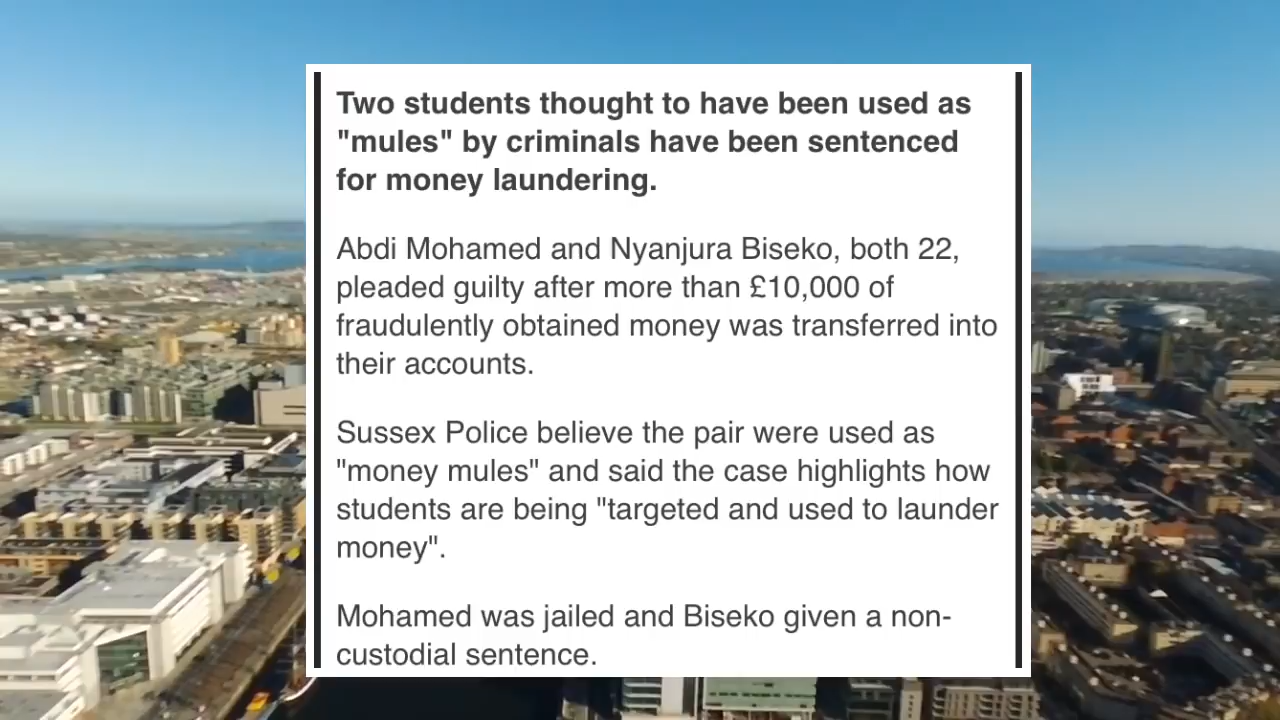 Two students thought to have been used as
"mules" by criminals have been sentenced
for money laundering.
Abdi Mohamed and Nyanjura Biseko, both 22,
pleaded guilty after more than £10,000 of
fraudulently obtained money was transferred into
their accounts.
Sussex Police believe the pair were used as
"money mules" and said the case highlights how
students are being "targeted and used to launder
money".
Mohamed was jailed and Biseko given a non-
custodial sentence.